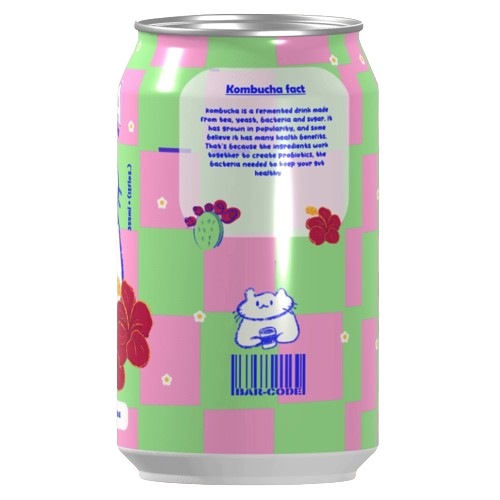 Kombucha fact
Kombucha is a fermented drink made
from tea, yeast, bacteria and sugar. It
has grown in popularity, and some
believe it has many health benefits.
That's because the ingredients work
together to create probiotics, the
bacteria needed to keep your gut
healthy.
355ml • (12floz.)
BAR-CODE